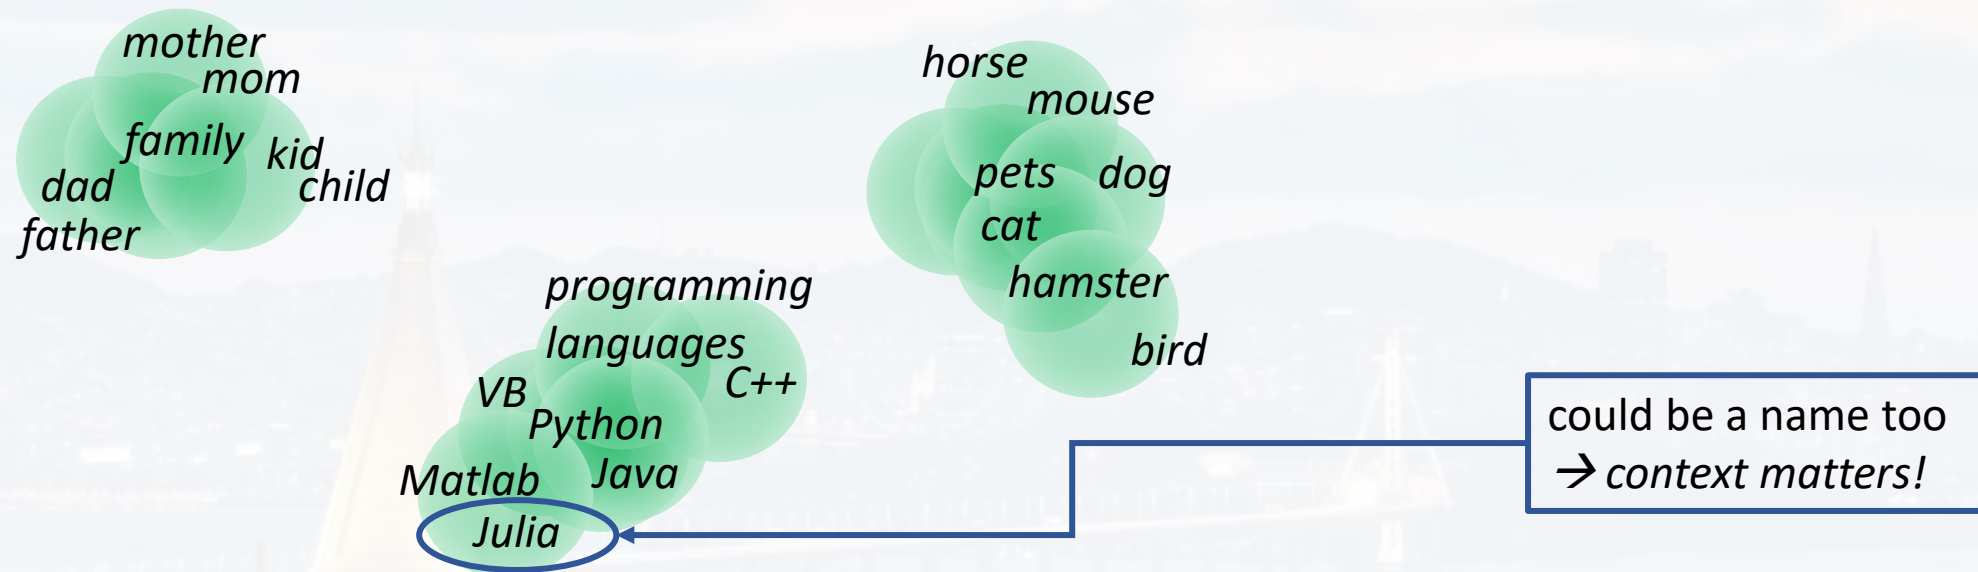 mother
mom
family
kid
child
dad
father
horse
mouse
pets
dog
cat
hamster
bird
programming
languages
VB
C++
Python
Matlab
Java
Julia
could be a name too
→ context matters!